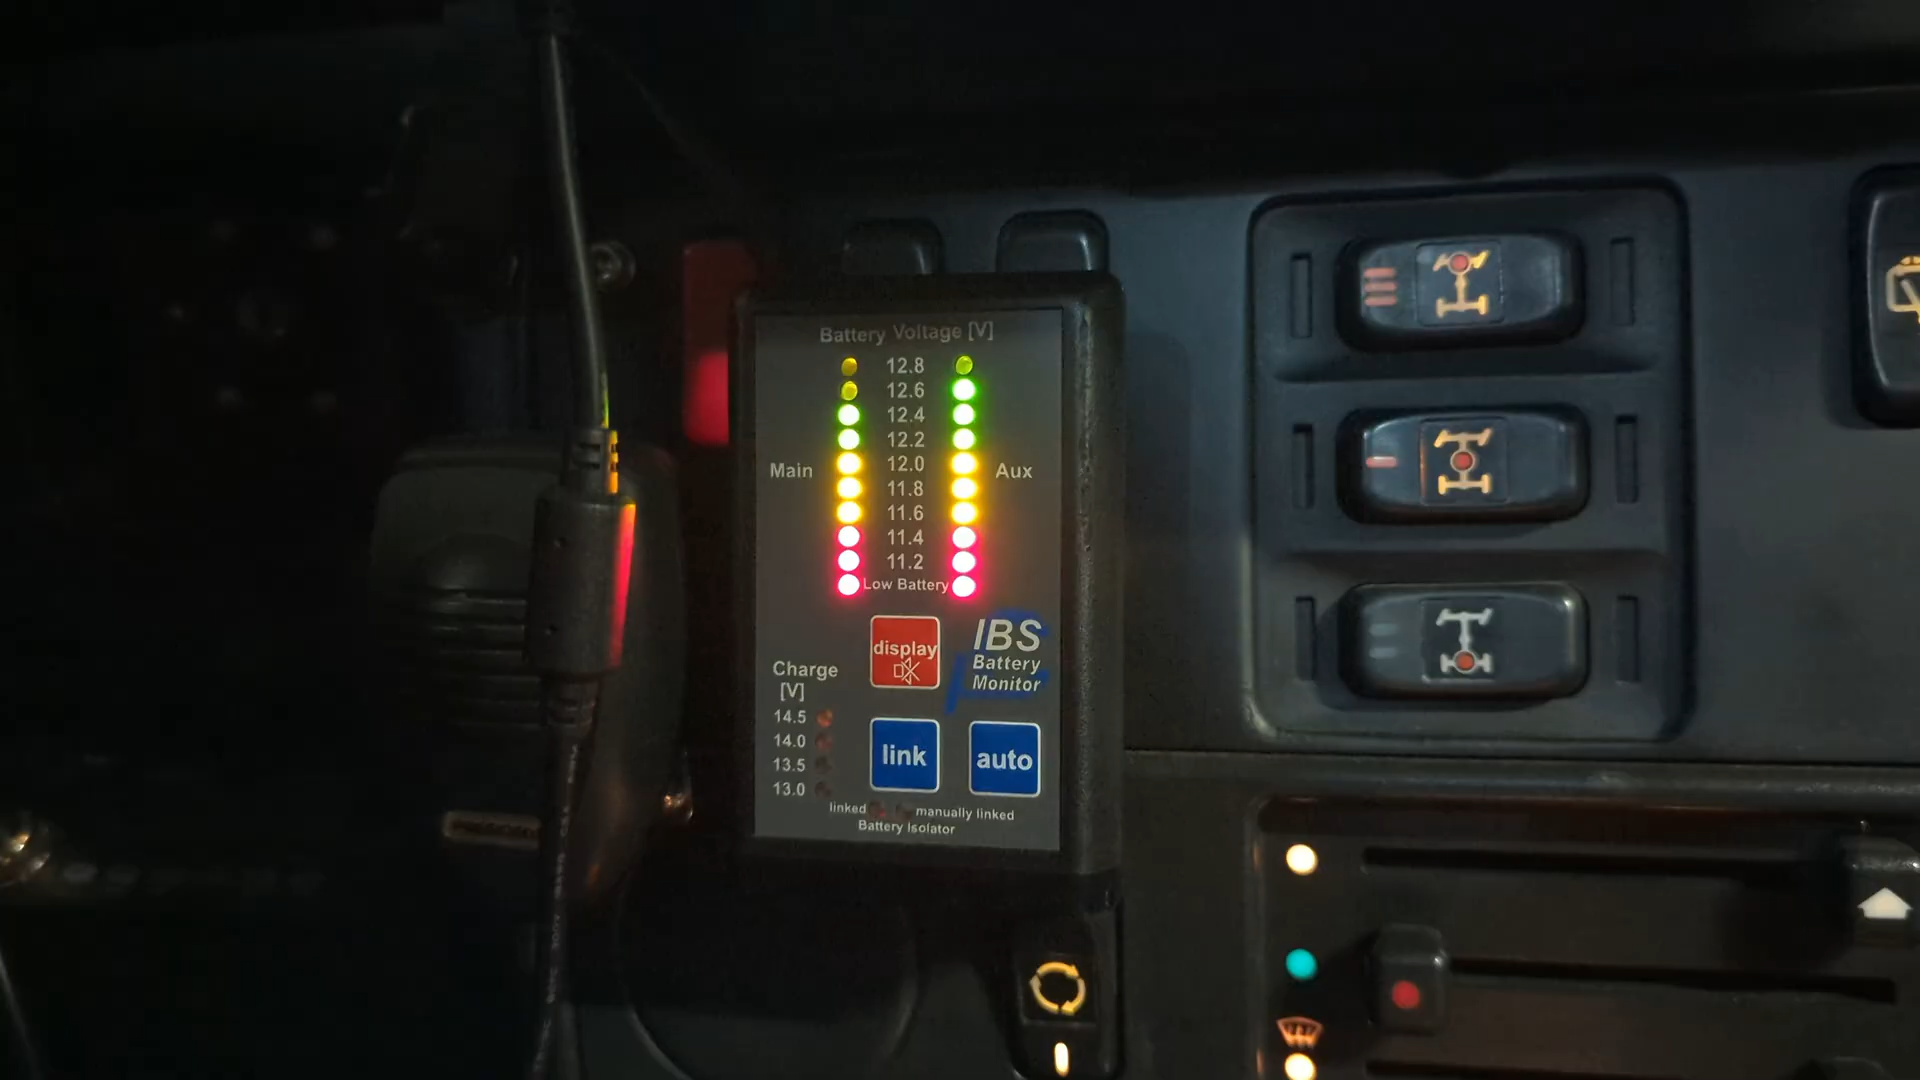 Battery Voltage [V]
12.8
12.6
12.4
12.2
12.0
Main
Aux
11.8
11.6
11.4
11.2
Low Battery
display
IBS
Battery
Monitor
Charge
[V]
14.5
14.0
13.5
13.0
link
auto
linked
manually linked
Battery Isolator